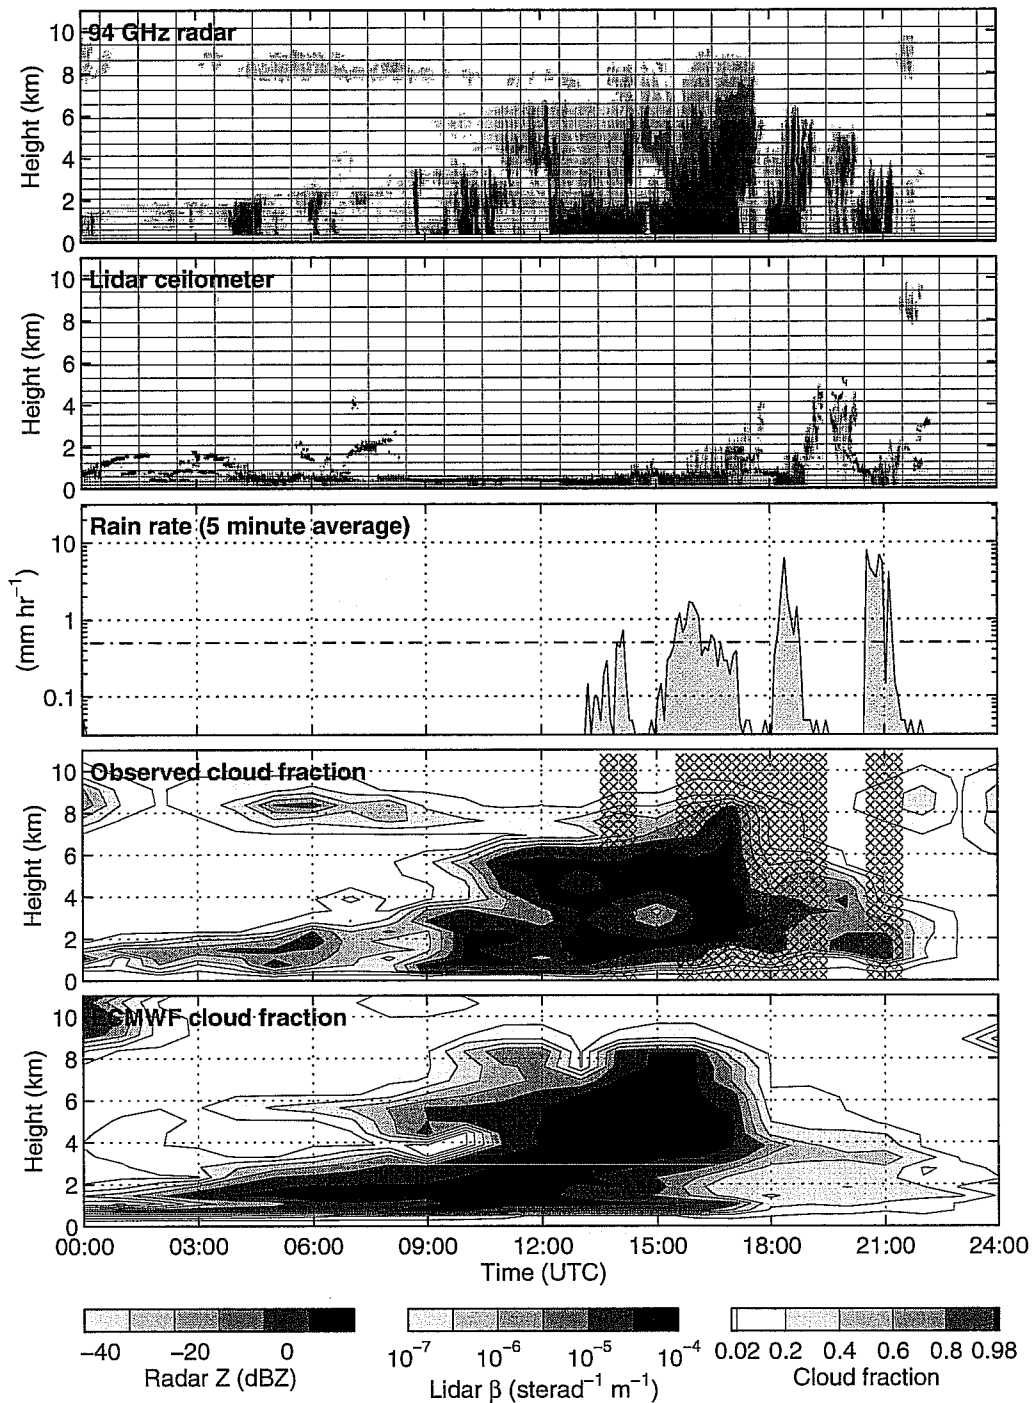 94 GHz radar
10
8
6
4
2
0
Height (km)
Lidar ceilometer
10
8
6
4
2
0
Height (km)
Rain rate (5 minute average)
10
1
0.1
(mm hr⁻¹)
Observed cloud fraction
10
8
6
4
2
0
Height (km)
ECMWF cloud fraction
10
8
6
4
2
0
Height (km)
00:00 03:00 06:00 09:00 12:00 15:00 18:00 21:00 24:00
Time (UTC)
−40 −20 0
Radar Z (dBZ)
10⁻⁷ 10⁻⁶ 10⁻⁵ 10⁻⁴
Lidar β (sterad⁻¹ m⁻¹)
0.02 0.2 0.4 0.6 0.8 0.98
Cloud fraction